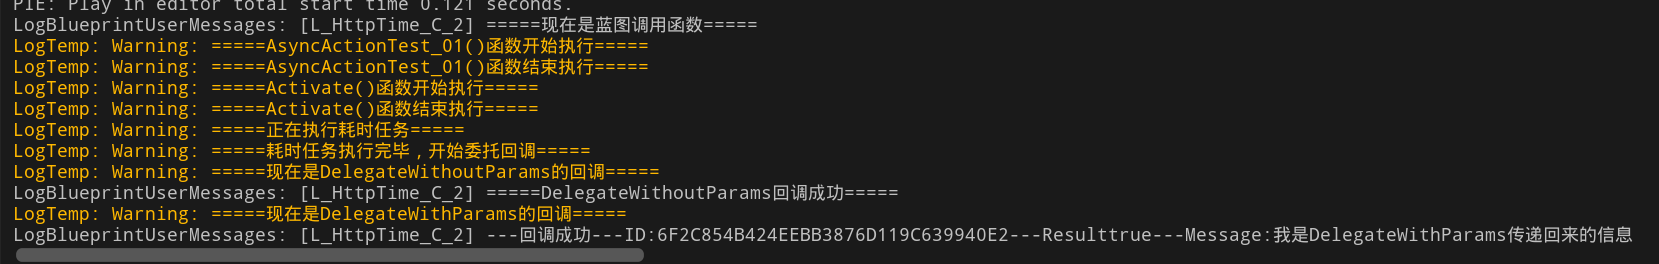 PIE: Play in editor total start time 0.121 seconds.
LogBlueprintUserMessages: [L_HttpTime_C_2] =====现在是蓝图调用函数=====
LogTemp: Warning: =====AsyncActionTest_01()函数开始执行=====
LogTemp: Warning: =====AsyncActionTest_01()函数结束执行=====
LogTemp: Warning: =====Activate()函数开始执行=====
LogTemp: Warning: =====Activate()函数结束执行=====
LogTemp: Warning: =====正在执行耗时任务=====
LogTemp: Warning: =====耗时任务执行完毕，开始委托回调=====
LogTemp: Warning: =====现在是DelegateWithoutParams的回调=====
LogBlueprintUserMessages: [L_HttpTime_C_2] =====DelegateWithoutParams回调成功=====
LogTemp: Warning: =====现在是DelegateWithParams的回调=====
LogBlueprintUserMessages: [L_HttpTime_C_2] ---回调成功---ID:6F2C854B424EEBB3876D119C639940E2---Resulttrue---Message:我是DelegateWithParams传递回来的信息